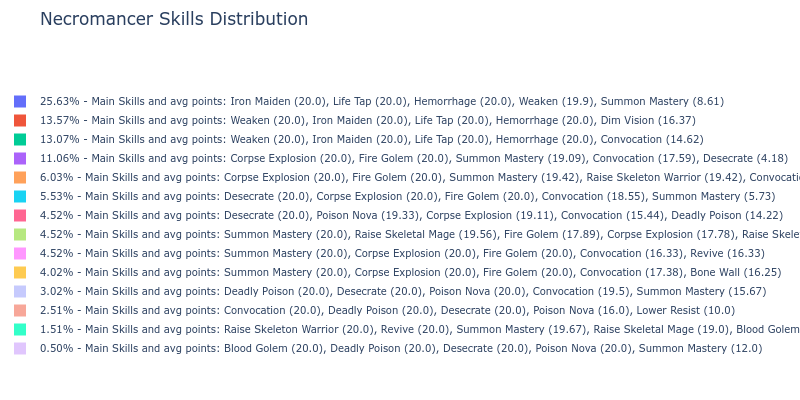 Necromancer Skills Distribution
25.63% - Main Skills and avg points: Iron Maiden (20.0), Life Tap (20.0), Hemorrhage (20.0), Weaken (19.9), Summon Mastery (8.61)
13.57% - Main Skills and avg points: Weaken (20.0), Iron Maiden (20.0), Life Tap (20.0), Hemorrhage (20.0), Dim Vision (16.37)
13.07% - Main Skills and avg points: Weaken (20.0), Iron Maiden (20.0), Life Tap (20.0), Hemorrhage (20.0), Convocation (14.62)
11.06% - Main Skills and avg points: Corpse Explosion (20.0), Fire Golem (20.0), Summon Mastery (19.09), Convocation (17.59), Desecrate (4.18)
6.03% - Main Skills and avg points: Corpse Explosion (20.0), Fire Golem (20.0), Summon Mastery (19.42), Raise Skeleton Warrior (19.42), Convocatio
5.53% - Main Skills and avg points: Desecrate (20.0), Corpse Explosion (20.0), Fire Golem (20.0), Convocation (18.55), Summon Mastery (5.73)
4.52% - Main Skills and avg points: Desecrate (20.0), Poison Nova (19.33), Corpse Explosion (19.11), Convocation (15.44), Deadly Poison (14.22)
4.52% - Main Skills and avg points: Summon Mastery (20.0), Raise Skeletal Mage (19.56), Fire Golem (17.89), Corpse Explosion (17.78), Raise Skele
4.52% - Main Skills and avg points: Summon Mastery (20.0), Corpse Explosion (20.0), Fire Golem (20.0), Convocation (16.33), Revive (16.33)
4.02% - Main Skills and avg points: Summon Mastery (20.0), Corpse Explosion (20.0), Fire Golem (20.0), Convocation (17.38), Bone Wall (16.25)
3.02% - Main Skills and avg points: Deadly Poison (20.0), Desecrate (20.0), Poison Nova (20.0), Convocation (19.5), Summon Mastery (15.67)
2.51% - Main Skills and avg points: Convocation (20.0), Deadly Poison (20.0), Desecrate (20.0), Poison Nova (16.0), Lower Resist (10.0)
1.51% - Main Skills and avg points: Raise Skeleton Warrior (20.0), Revive (20.0), Summon Mastery (19.67), Raise Skeletal Mage (19.0), Blood Golem
0.50% - Main Skills and avg points: Blood Golem (20.0), Deadly Poison (20.0), Desecrate (20.0), Poison Nova (20.0), Summon Mastery (12.0)